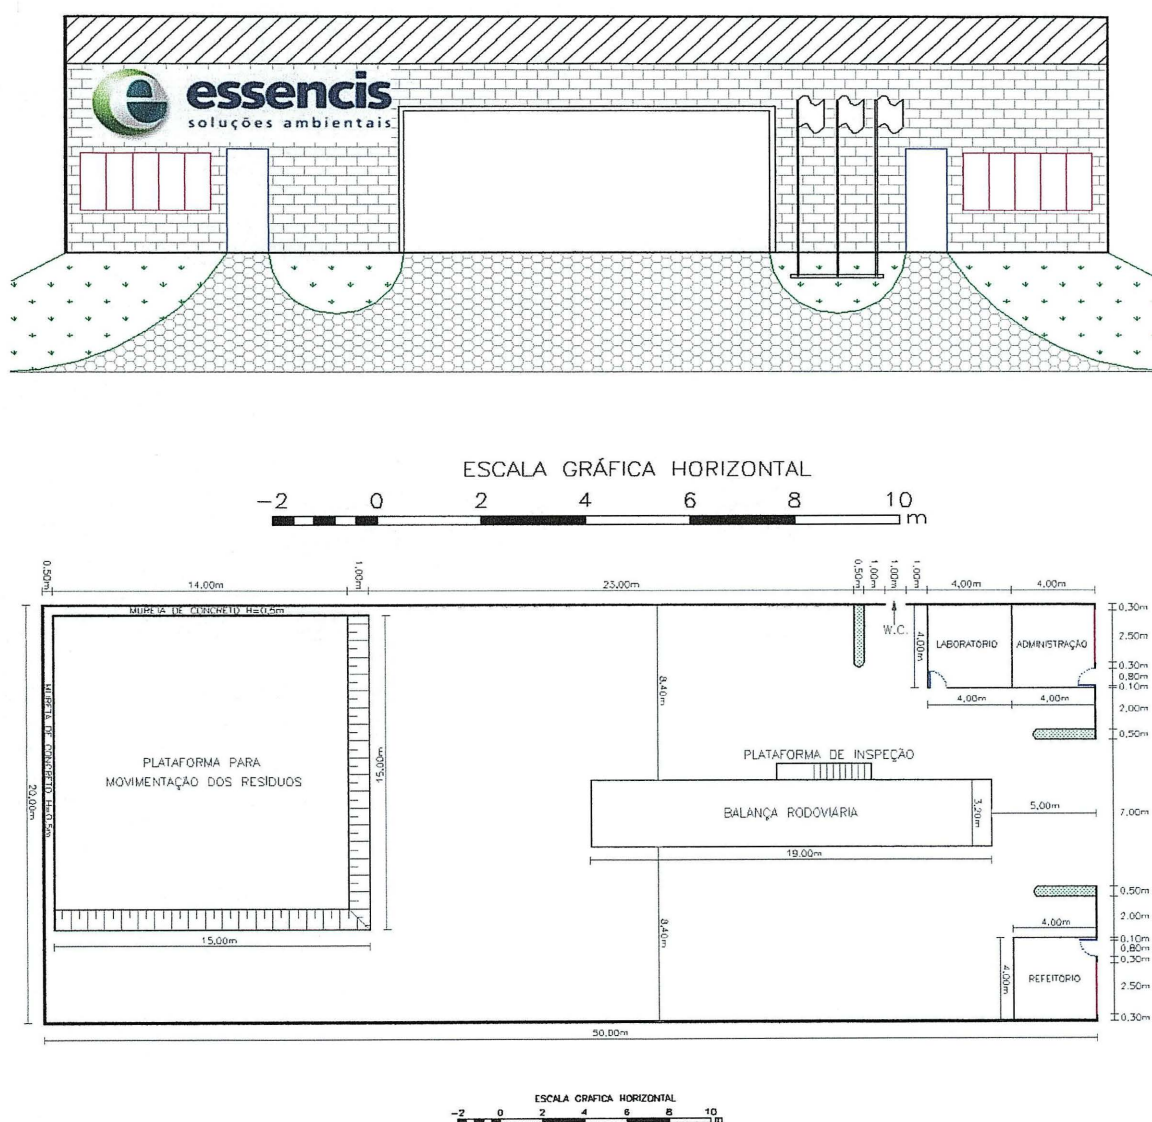 essencis
soluções ambientais
ESCALA GRÁFICA HORIZONTAL
-2 0 2 4 6 8 10 m
0.50m 14,00m 1,00m 23,00m 0.50m 1,00m 1,00m 1,00m 4,00m 4,00m
MURETA DE CONCRETO H=0,5m
MURETA DE CONCRETO H=0,5m
20,00m
PLATAFORMA PARA
MOVIMENTAÇÃO DOS RESÍDUOS
15,00m
15,00m
8,40m
8,40m
W.C.
4,00m
LABORATÓRIO
ADMINISTRAÇÃO
4,00m 4,00m
PLATAFORMA DE INSPEÇÃO
BALANÇA RODOVIARIA
3,20m
19,00m
5,00m
4,00m
4,00m
REFEITORIO
0,30m
2,50m
0,30m
0,80m
0,10m
2,00m
0,50m
7,00m
0,50m
2,00m
0,10m
0,80m
0,30m
2,50m
0,30m
50,00m
ESCALA GRAFICA HORIZONTAL
-2 0 2 4 6 8 10 m